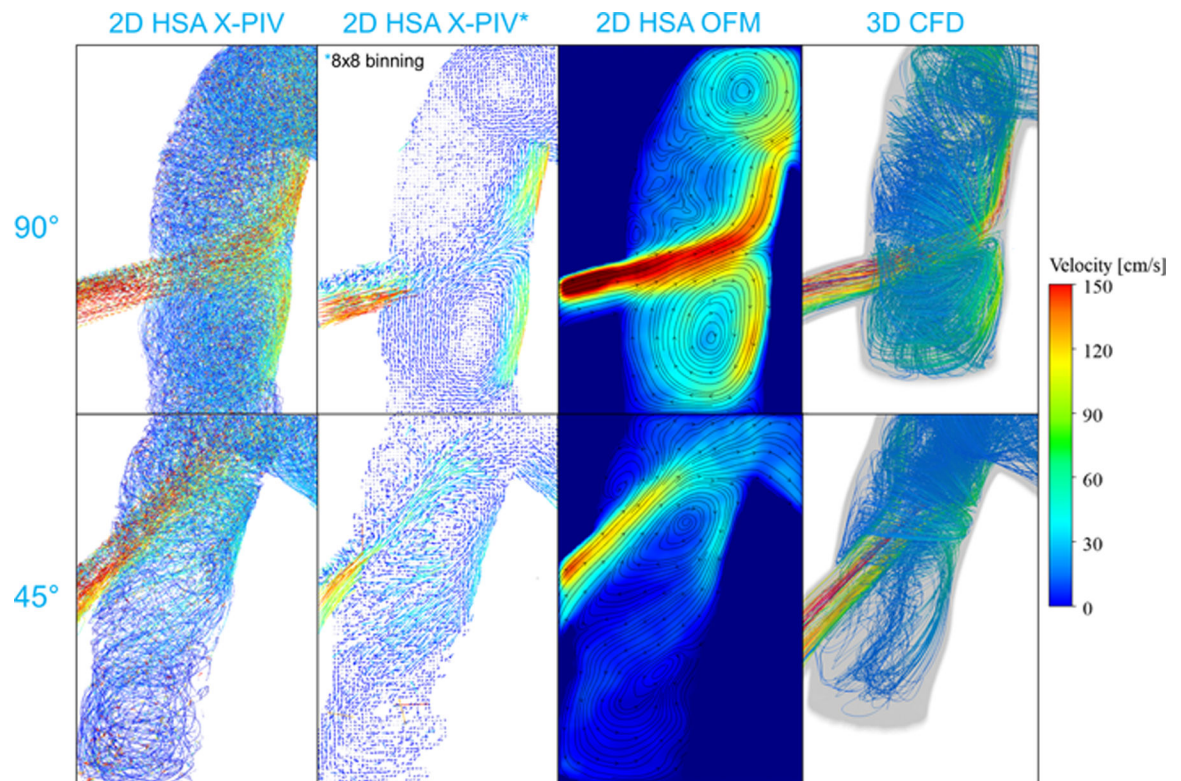 2D HSA X-PIV
2D HSA X-PIV*
2D HSA OFM
3D CFD
*8x8 binning
90°
Velocity [cm/s]
150
120
90
60
30
0
45°